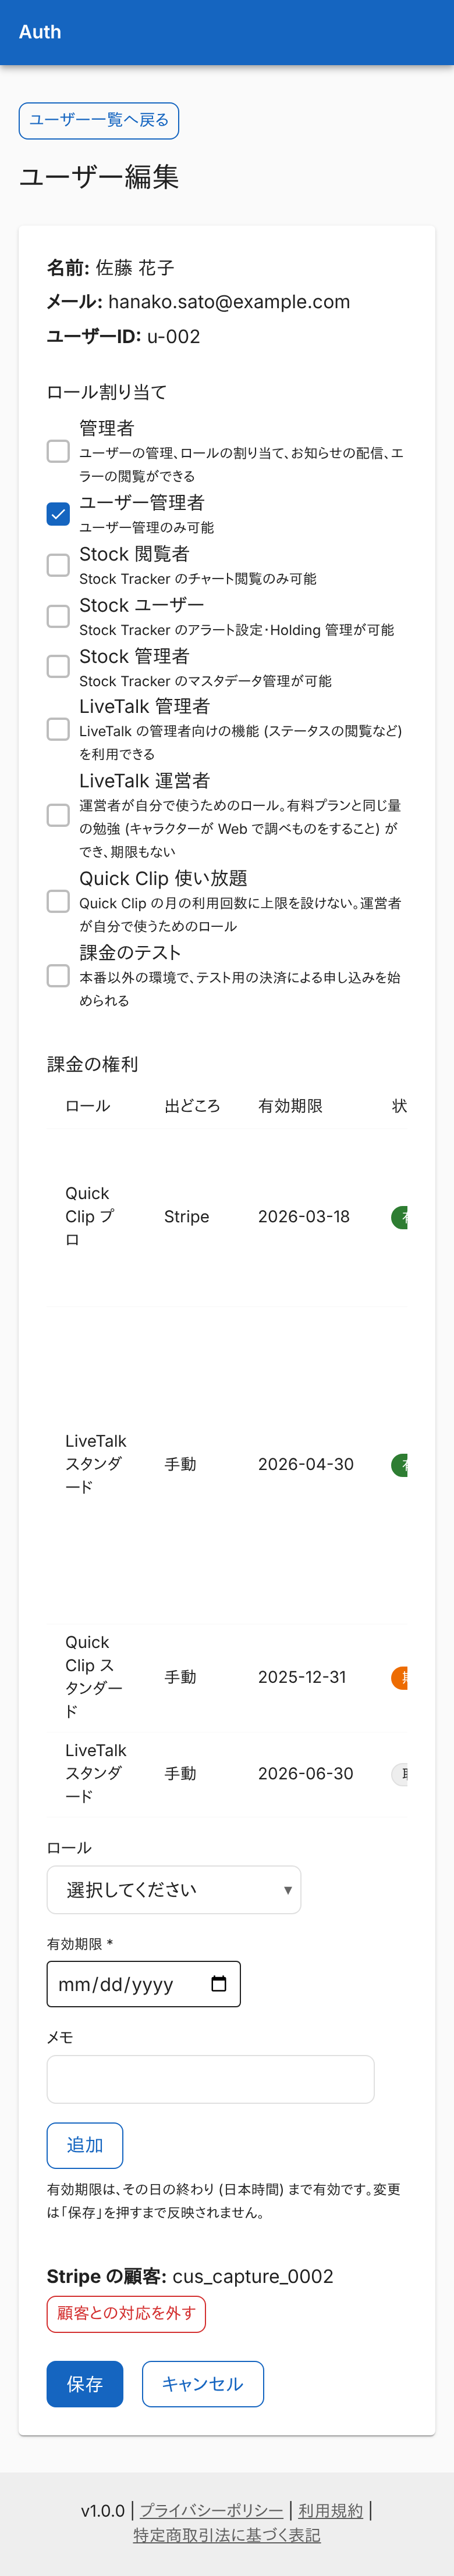 Auth
ユーザー一覧へ戻る
ユーザー編集
名前: 佐藤 花子
メール: hanako.sato@example.com
ユーザーID: u-002
ロール割り当て
管理者
ユーザーの管理、ロールの割り当て、お知らせの配信、エ
ラーの閲覧ができる
ユーザー管理者
ユーザー管理のみ可能
Stock 閲覧者
Stock Tracker のチャート閲覧のみ可能
Stock ユーザー
Stock Tracker のアラート設定・Holding 管理が可能
Stock 管理者
Stock Tracker のマスタデータ管理が可能
LiveTalk 管理者
LiveTalk の管理者向けの機能 (ステータスの閲覧など)
を利用できる
LiveTalk 運営者
運営者が自分で使うためのロール。有料プランと同じ量
の勉強 (キャラクターが Web で調べものをすること) が
でき、期限もない
Quick Clip 使い放題
Quick Clip の月の利用回数に上限を設けない。運営者
が自分で使うためのロール
課金のテスト
本番以外の環境で、テスト用の決済による申し込みを始
められる
課金の権利
ロール 出どころ 有効期限 状
Quick
Clip プ
ロ
Stripe 2026-03-18
LiveTalk
スタンダ
ード
手動 2026-04-30
Quick
Clip ス
タンダー
ド
手動 2025-12-31
LiveTalk
スタンダ
ード
手動 2026-06-30
ロール
選択してください ▼
有効期限 *
mm/dd/yyyy
メモ
追加
有効期限は、その日の終わり (日本時間) まで有効です。変更
は「保存」を押すまで反映されません。
Stripe の顧客: cus_capture_0002
顧客との対応を外す
保存 キャンセル
v1.0.0 | プライバシーポリシー | 利用規約 |
特定商取引法に基づく表記